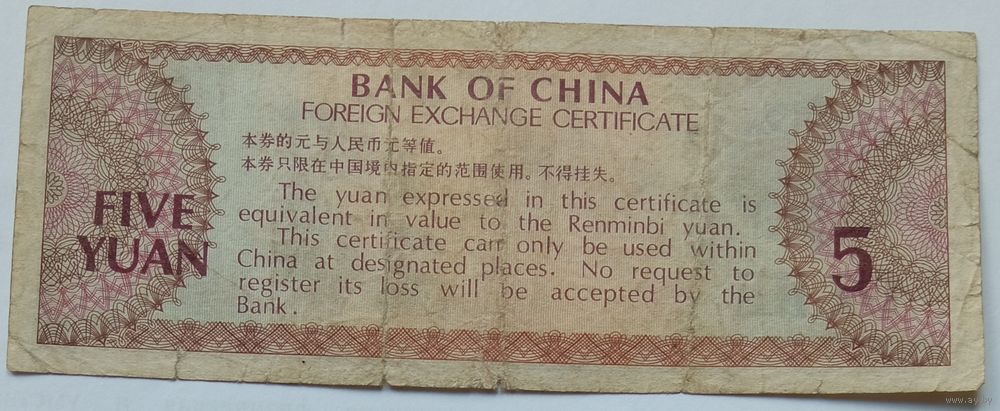 BANK OF CHINA
FOREIGN EXCHANGE CERTIFICATE
本券的元与人民币元等值。
本券只限在中国境内指定的范围使用。不得挂失。
The yuan expressed in this certificate is
equivalent in value to the Renminbi yuan.
This certificate can only be used within
China at designated places. No request to
register its loss will be accepted by the
Bank.
FIVE
YUAN
5
www.ay.by